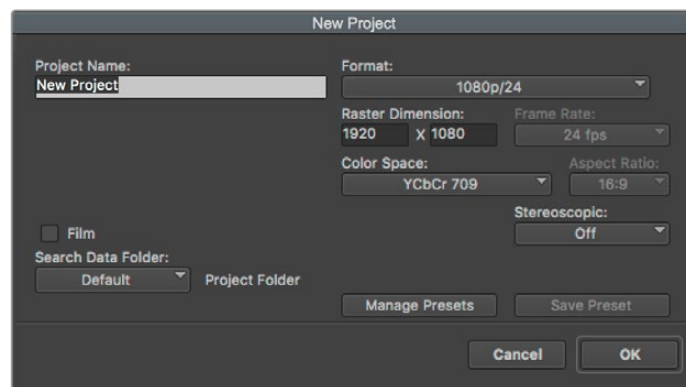 New Project
Project Name:
New Project
Format:
1080p/24
Raster Dimension:
1920 x 1080
Frame Rate:
24 fps
Color Space:
YCbCr 709
Aspect Ratio:
16:9
Stereoscopic:
Off
Film
Search Data Folder:
Default
Project Folder
Manage Presets
Save Preset
Cancel
OK